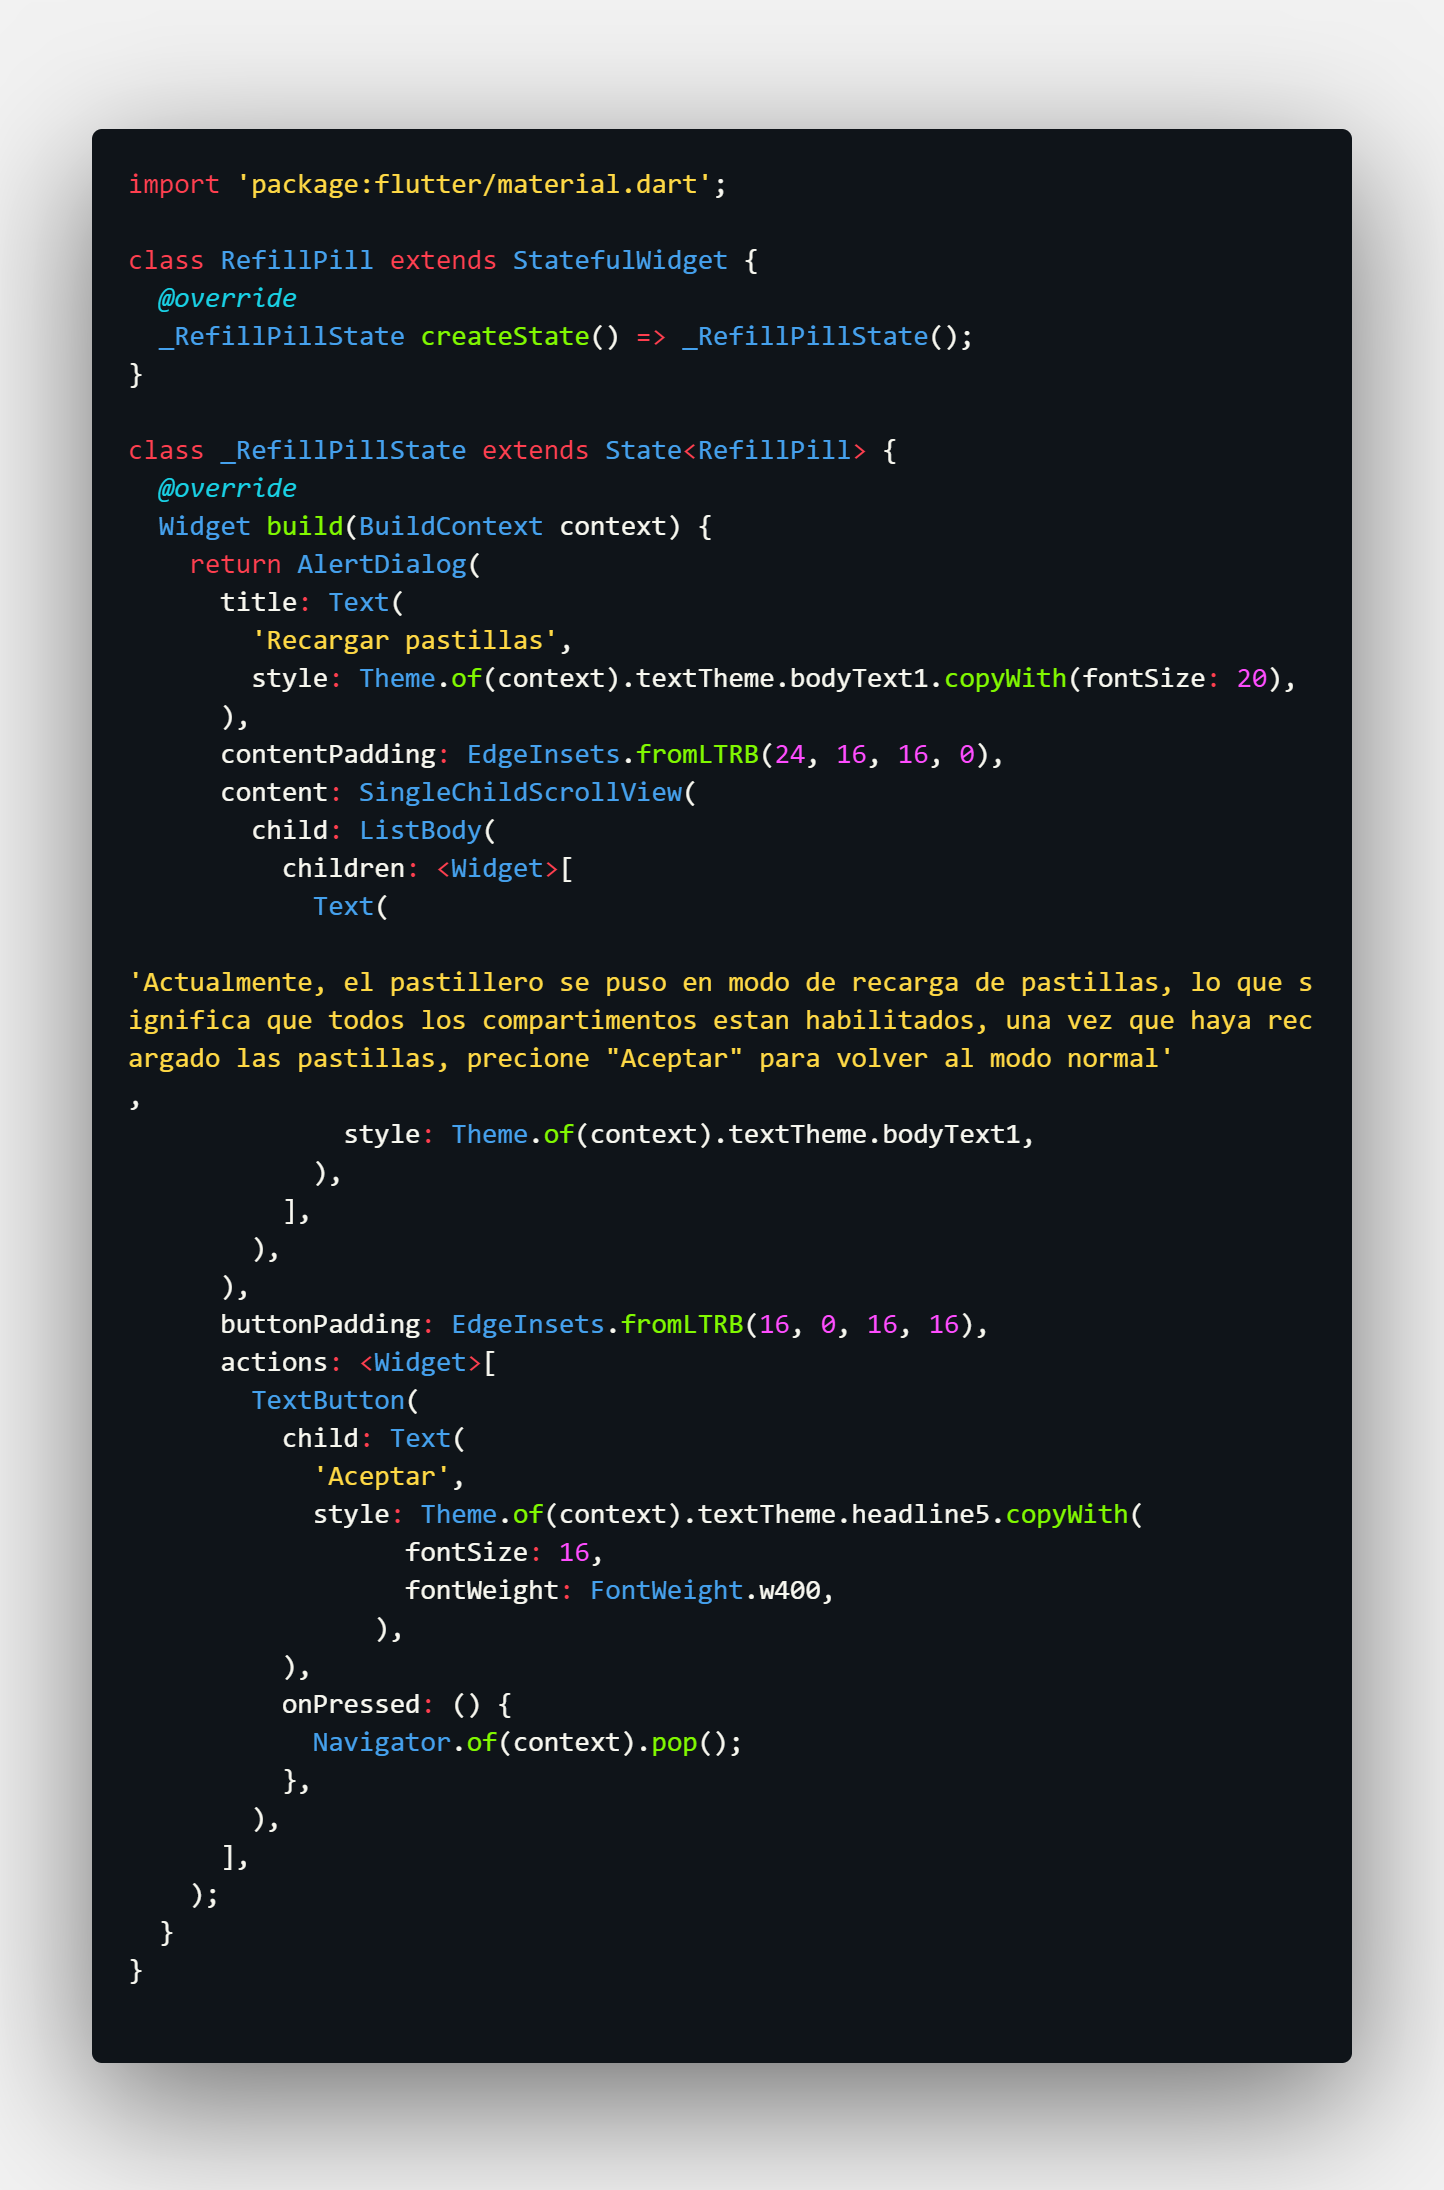 import 'package:flutter/material.dart';

class RefillPill extends StatefulWidget {
  @override
  _RefillPillState createState() => _RefillPillState();
}

class _RefillPillState extends State<RefillPill> {
  @override
  Widget build(BuildContext context) {
    return AlertDialog(
      title: Text(
        'Recargar pastillas',
        style: Theme.of(context).textTheme.bodyText1.copyWith(fontSize: 20),
      ),
      contentPadding: EdgeInsets.fromLTRB(24, 16, 16, 0),
      content: SingleChildScrollView(
        child: ListBody(
          children: <Widget>[
            Text(

'Actualmente, el pastillero se puso en modo de recarga de pastillas, lo que s
ignifica que todos los compartimentos estan habilitados, una vez que haya rec
argado las pastillas, precione "Aceptar" para volver al modo normal'
,
              style: Theme.of(context).textTheme.bodyText1,
            ),
          ],
        ),
      ),
      buttonPadding: EdgeInsets.fromLTRB(16, 0, 16, 16),
      actions: <Widget>[
        TextButton(
          child: Text(
            'Aceptar',
            style: Theme.of(context).textTheme.headline5.copyWith(
                  fontSize: 16,
                  fontWeight: FontWeight.w400,
                ),
          ),
          onPressed: () {
            Navigator.of(context).pop();
          },
        ),
      ],
    );
  }
}